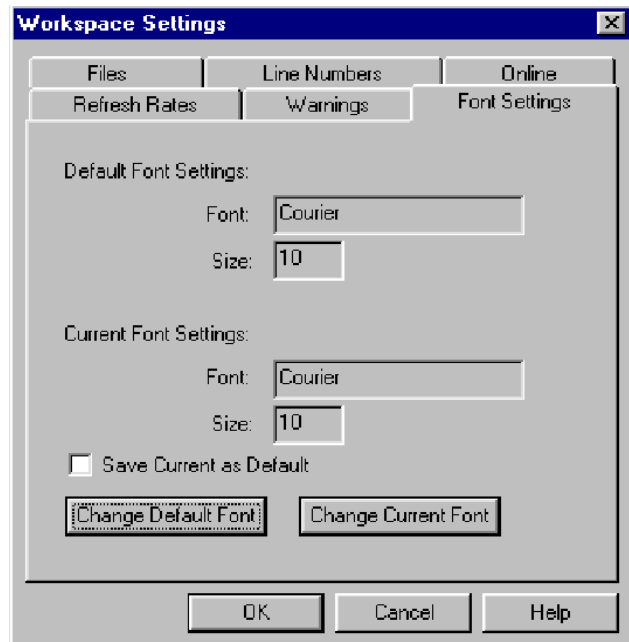 Workspace Settings
Files Line Numbers Online
Refresh Rates Warnings Font Settings
Default Font Settings:
Font: Courier
Size: 10
Current Font Settings:
Font: Courier
Size: 10
Save Current as Default
Change Default Font Change Current Font
OK Cancel Help